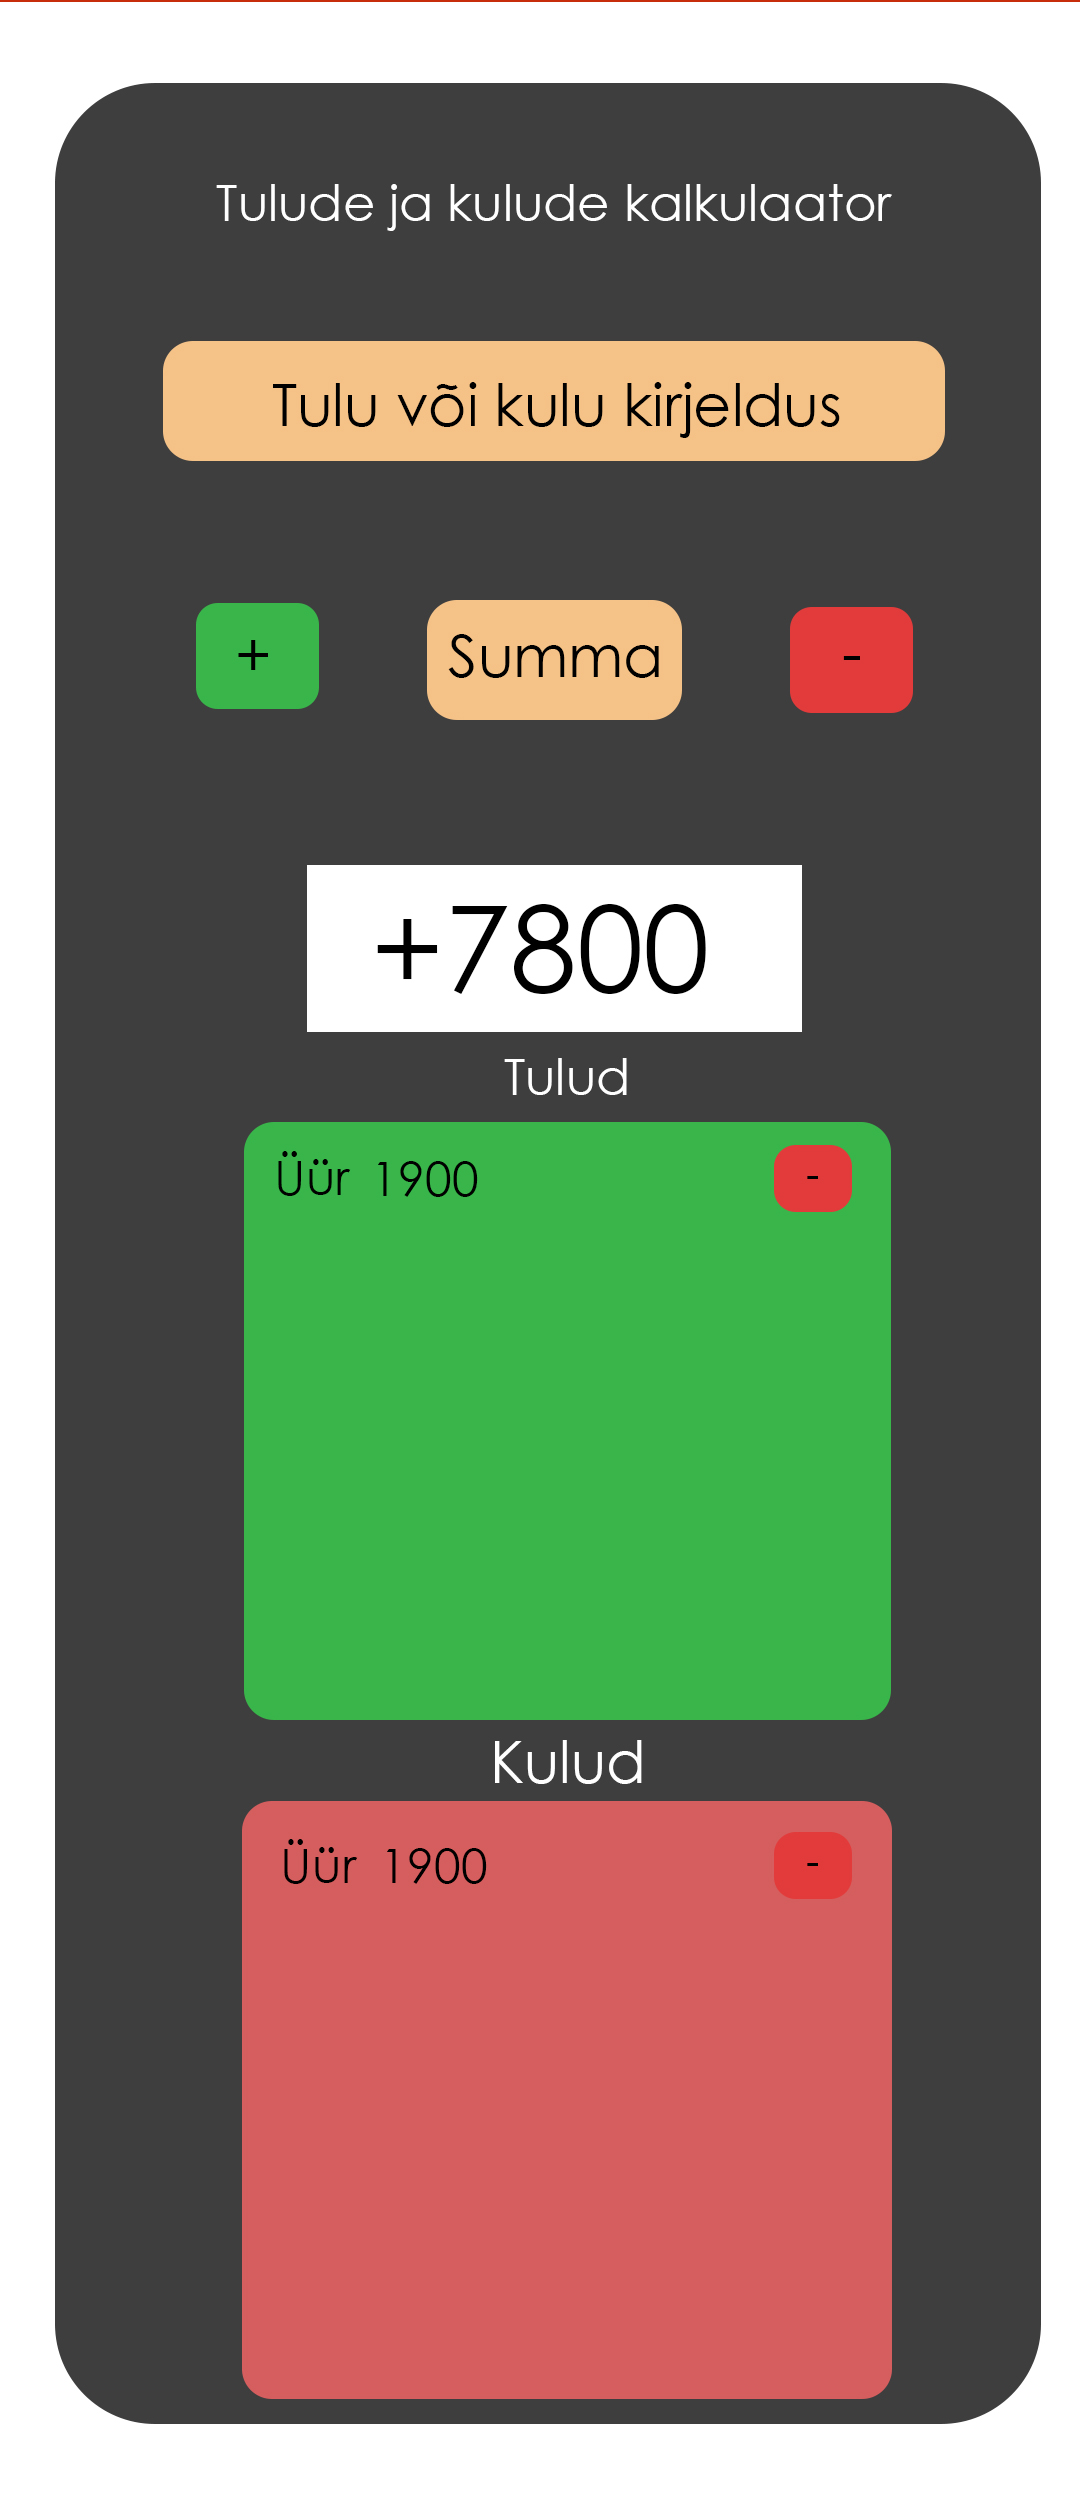 Tulude ja kulude kalkulaator
Tulu või kulu kirjeldus
+ Summa -
+7800
Tulud
Üür 1900 -
Kulud
Üür 1900 -